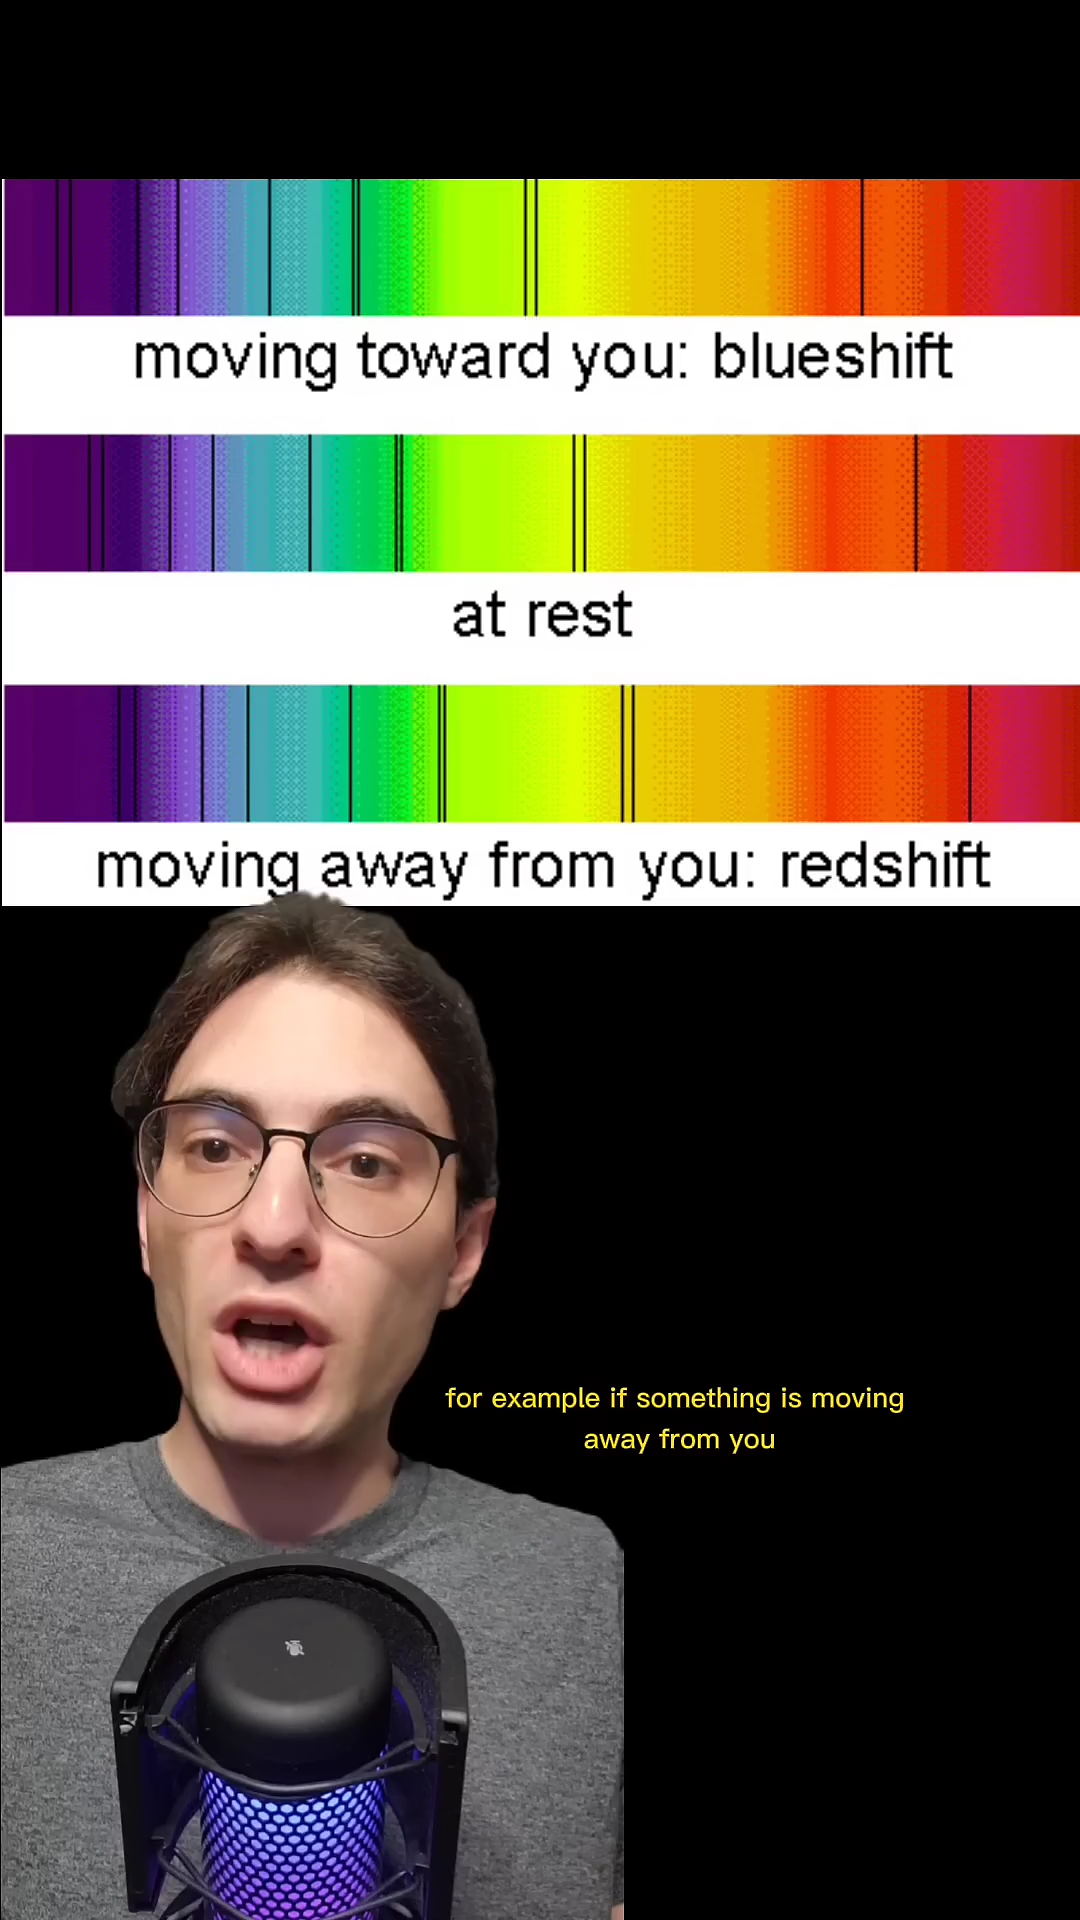 moving toward you: blueshift
at rest
moving away from you: redshift
for example if something is moving
away from you